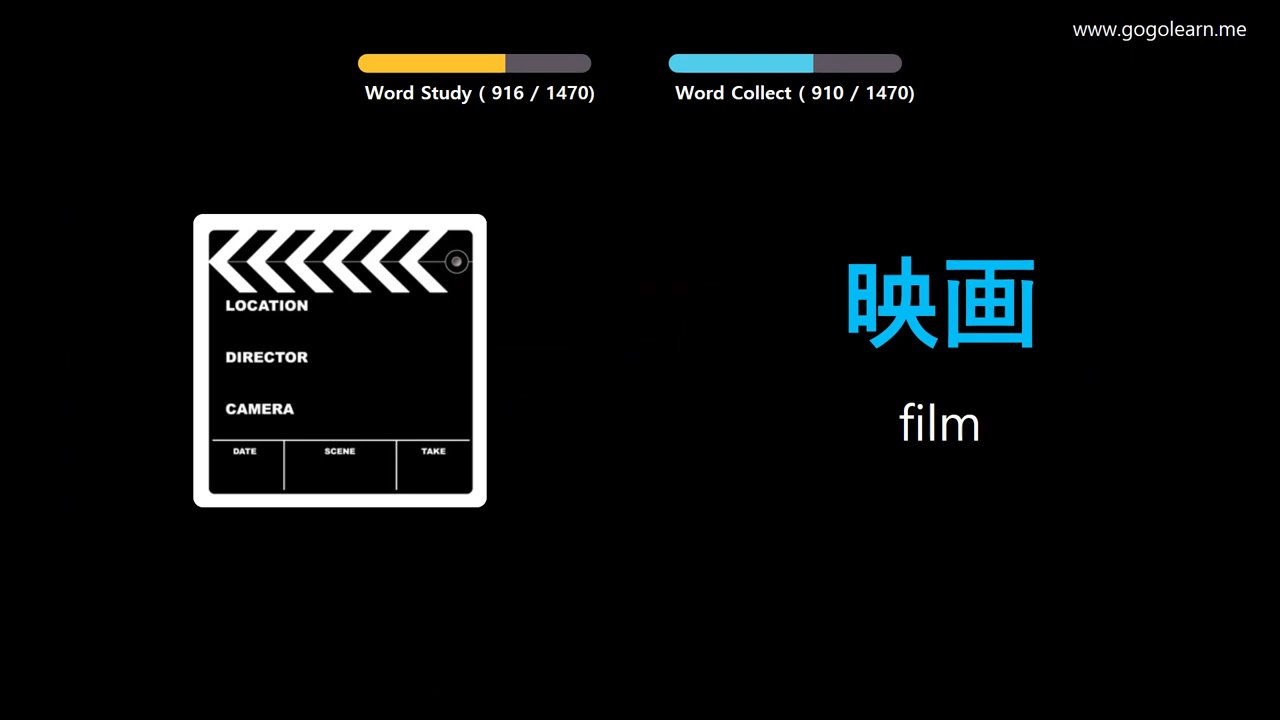 www.gogolearn.me
Word Study ( 916 / 1470)
Word Collect ( 910 / 1470)
LOCATION
DIRECTOR
CAMERA
DATE
SCENE
TAKE
映画
film